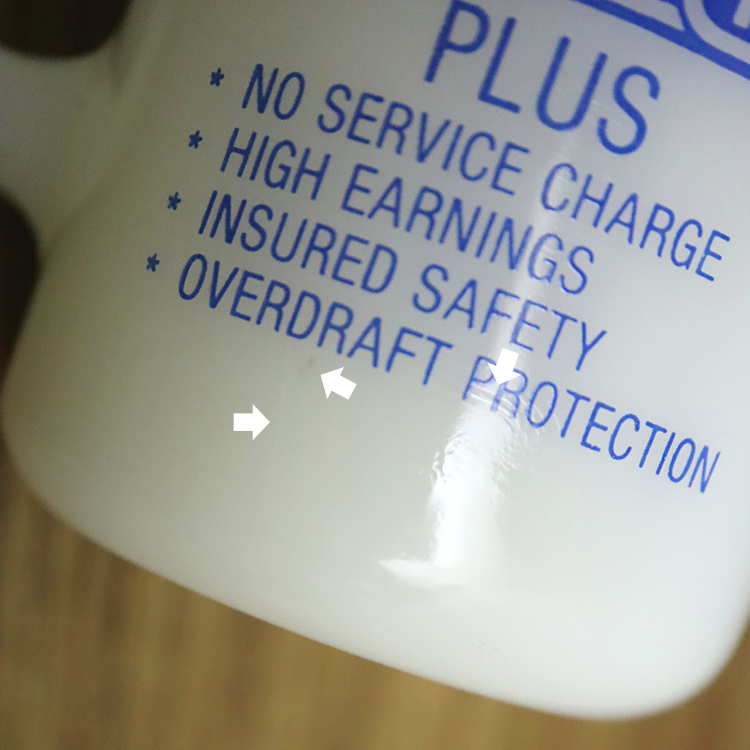 PLUS
* NO SERVICE CHARGE
* HIGH EARNINGS
* INSURED SAFETY
* OVERDRAFT PROTECTION